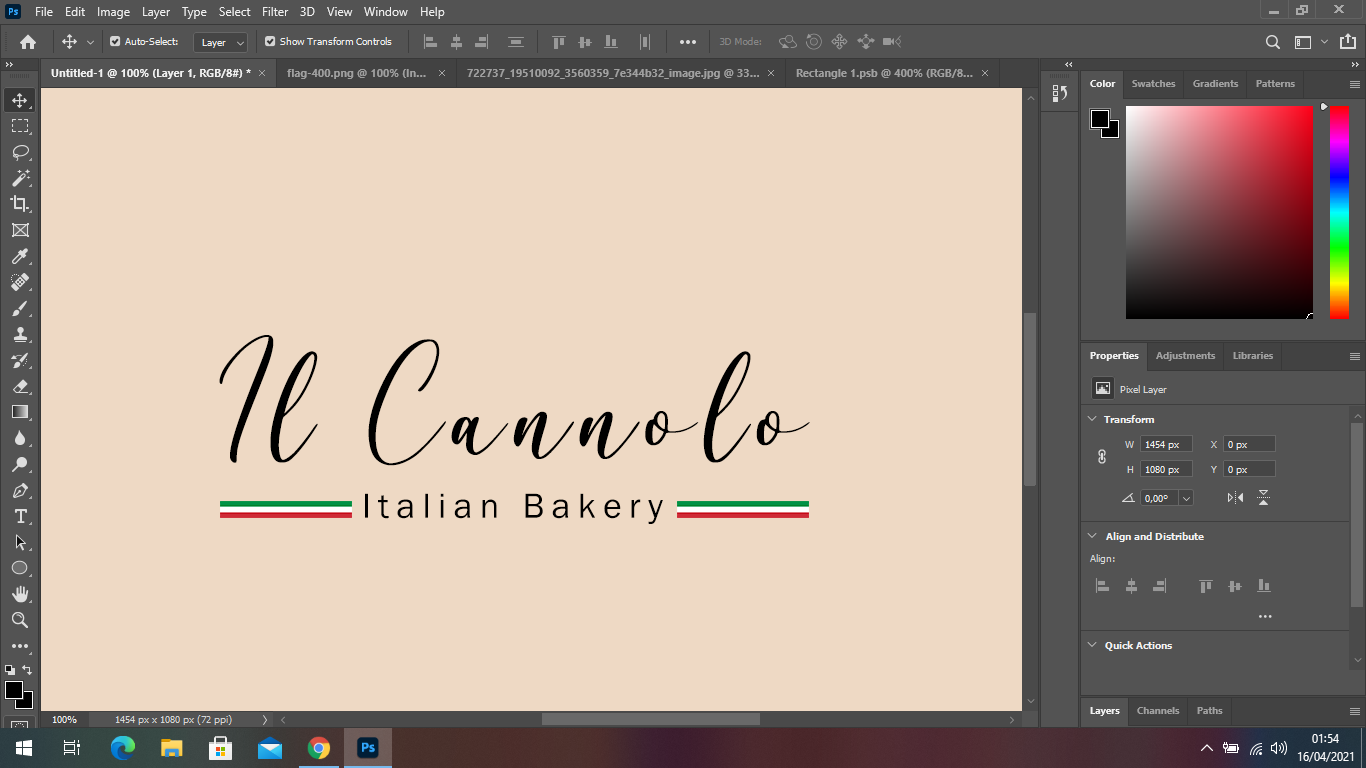 Ps File Edit Image Layer Type Select Filter 3D View Window Help
Auto-Select: Layer Show Transform Controls 3D Mode:
Untitled-1 @ 100% (Layer 1, RGB/8#) * flag-400.png @ 100% (In... 722737_19510092_3560359_7e344b32_image.jpg @ 33... Rectangle 1.psb @ 400% (RGB/8...
Color Swatches Gradients Patterns
Il Cannolo
Italian Bakery
Properties Adjustments Libraries
Pixel Layer
Transform
W 1454 px X 0 px
H 1080 px Y 0 px
0,00°
Align and Distribute
Align:
Quick Actions
Layers Channels Paths
100% 1454 px x 1080 px (72 ppi)
Ps
01:54
16/04/2021